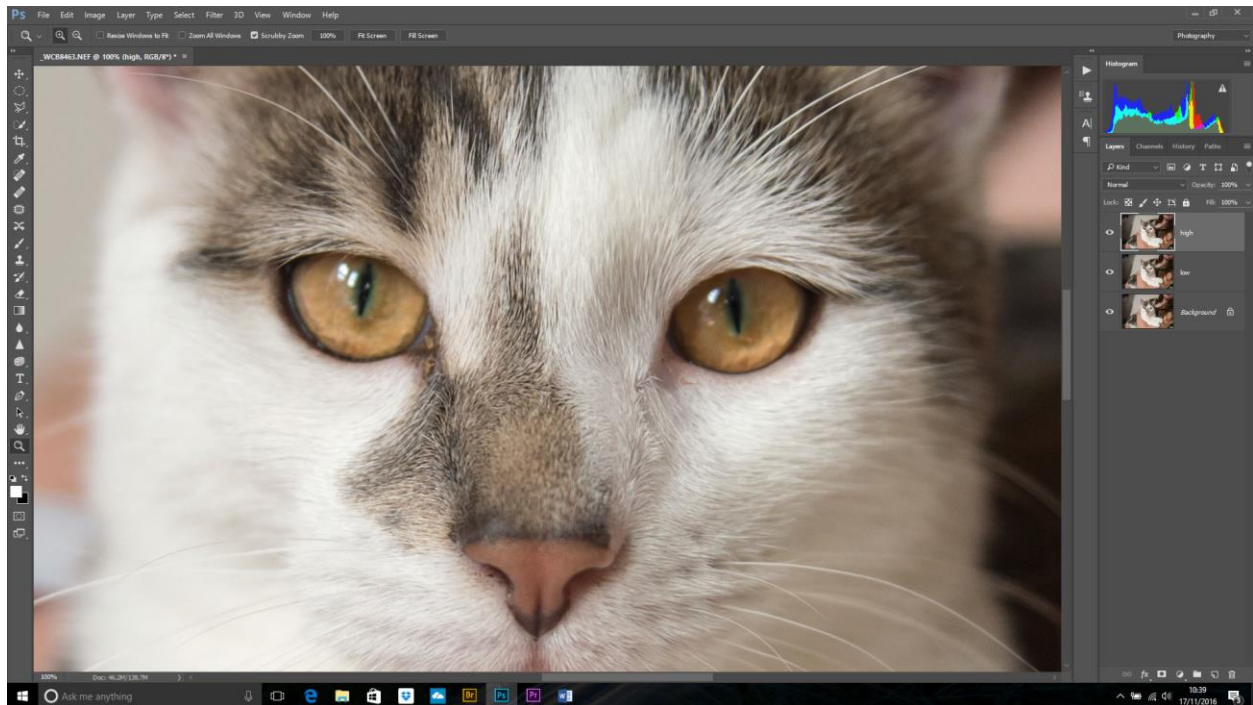 Ps File Edit Image Layer Type Select Filter 3D View Window Help
Resize Windows to Fit Zoom All Windows Scrubby Zoom 100% Fit Screen Fill Screen Photography
_WCB8463.NEF @ 100% (high, RGB/8*) * ×
Histogram
Layers Channels History Paths
Kind
Normal Opacity: 100%
Lock: Fill: 100%
high
low
Background
100% Doc: 46.2M/138.7M
Ask me anything Br Ps Pr
10:39
17/11/2016